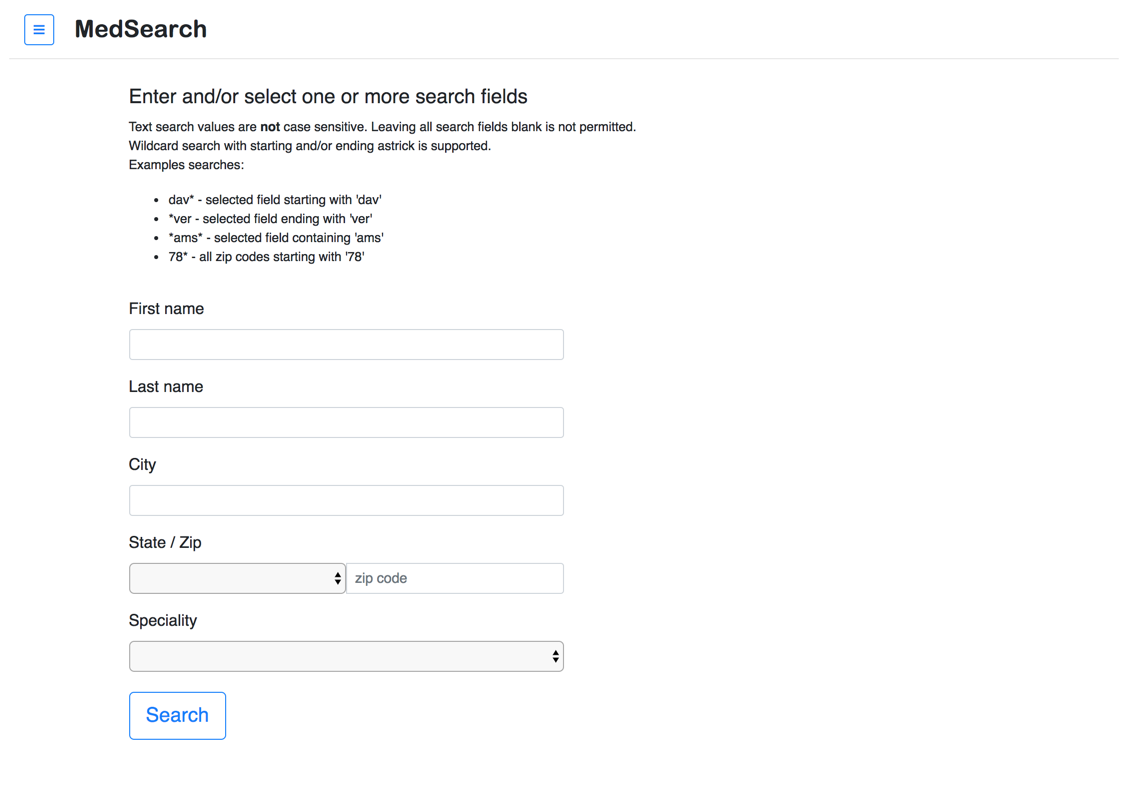 MedSearch
Enter and/or select one or more search fields
Text search values are not case sensitive. Leaving all search fields blank is not permitted.
Wildcard search with starting and/or ending astrick is supported.
Examples searches:
• dav* - selected field starting with 'dav'
• *ver - selected field ending with 'ver'
• *ams* - selected field containing 'ams'
• 78* - all zip codes starting with '78'
First name
Last name
City
State / Zip
zip code
Speciality
Search